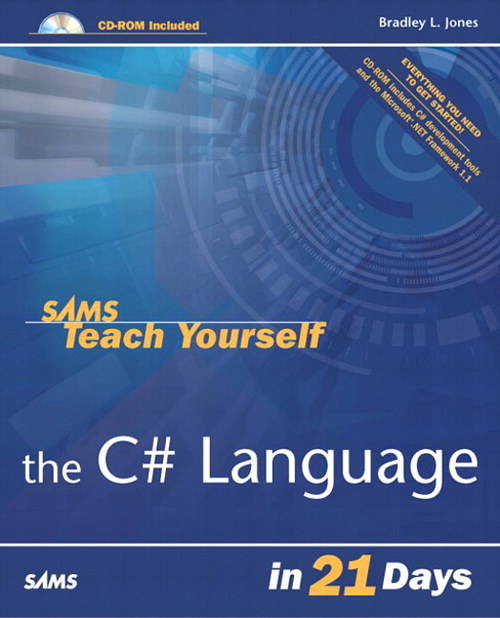 CD-ROM Included
Bradley L. Jones
EVERYTHING YOU NEED
TO GET STARTED!
CD-ROM includes C# development tools
and the Microsoft® .NET Framework 1.1
SAMS
Teach Yourself
the C# Language
SAMS
in 21 Days